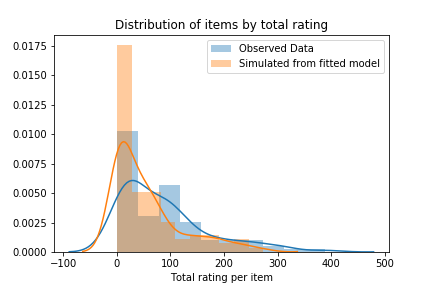 Distribution of items by total rating
0.0175
0.0150
0.0125
0.0100
0.0075
0.0050
0.0025
0.0000
Observed Data
Simulated from fitted model
−100 0 100 200 300 400 500
Total rating per item